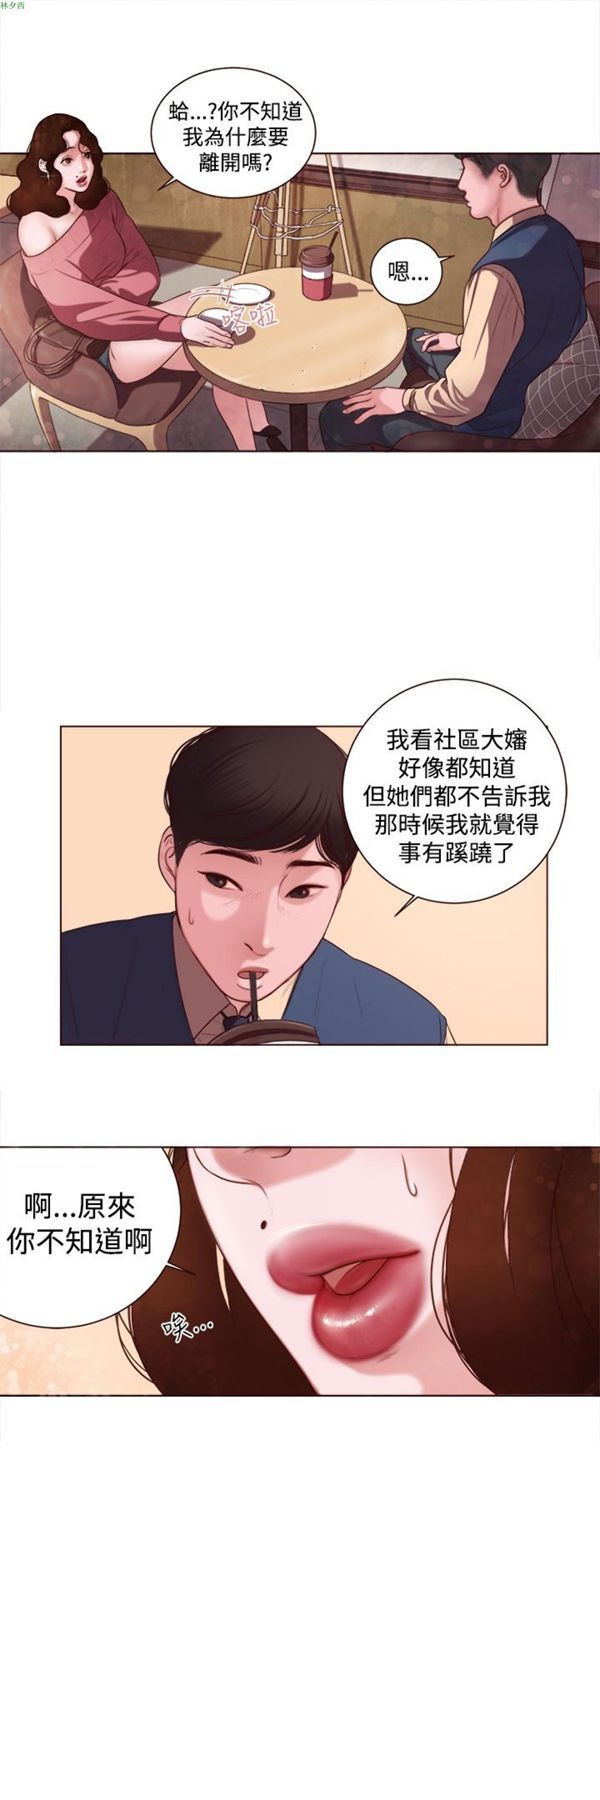 林夕西
蛤...?你不知道
我為什麼要
離開嗎?
嗯...
喀啦
我看社區大嬸
好像都知道
但她們都不告訴我
那時候我就覺得
事有蹊蹺了
啊...原來
你不知道啊
唉...